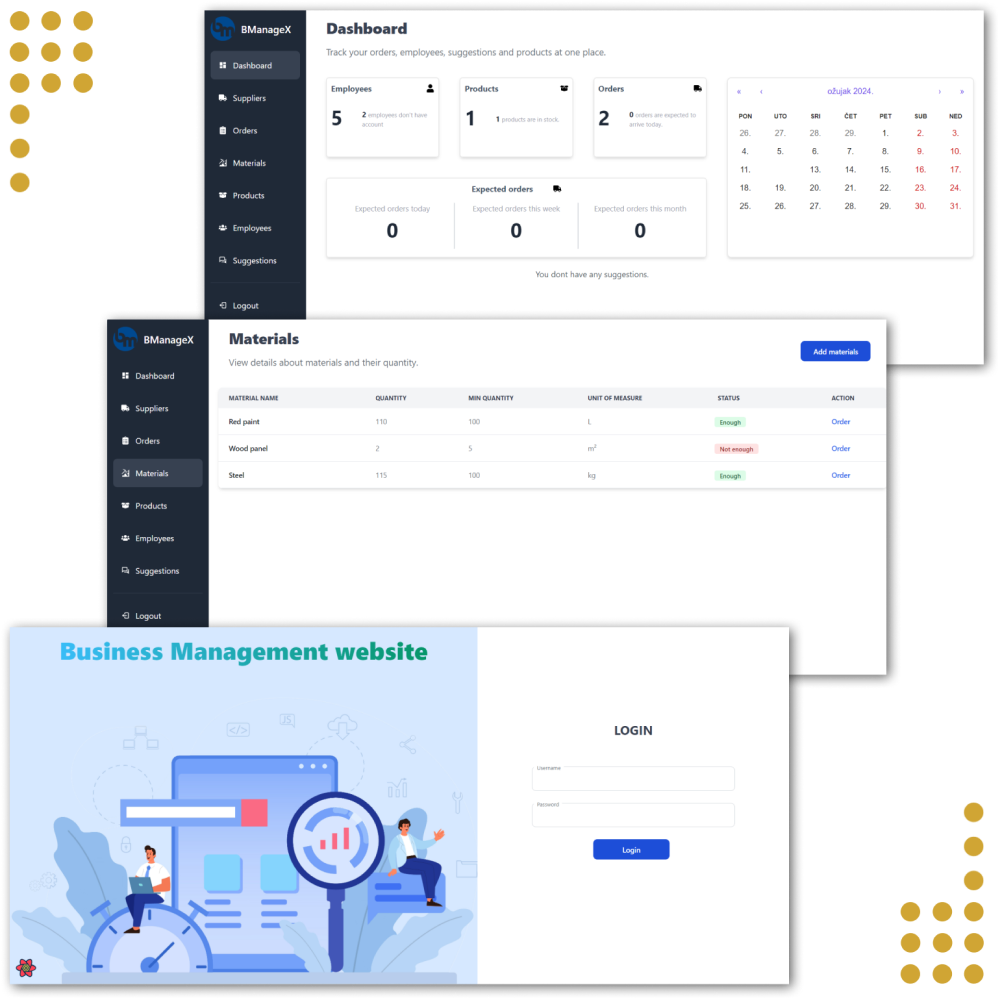 BManageX
Dashboard
Suppliers
Orders
Materials
Products
Employees
Suggestions
Logout
Dashboard
Track your orders, employees, suggestions and products at one place.
Employees
5
2 employees don't have
account
Products
1
1 products are in stock.
Orders
2
0 orders are expected to
arrive today.
Expected orders
Expected orders today
0
Expected orders this week
0
Expected orders this month
0
You dont have any suggestions.
« ‹ ožujak 2024. › »
PON UTO SRI ČET PET SUB NED
26. 27. 28. 29. 1. 2. 3.
4. 5. 6. 7. 8. 9. 10.
11. 13. 14. 15. 16. 17.
18. 19. 20. 21. 22. 23. 24.
25. 26. 27. 28. 29. 30. 31.
BManageX
Dashboard
Suppliers
Orders
Materials
Products
Employees
Suggestions
Logout
Materials
View details about materials and their quantity.
Add materials
MATERIAL NAME QUANTITY MIN QUANTITY UNIT OF MEASURE STATUS ACTION
Red paint 110 100 L Enough Order
Wood panel 2 5 m² Not enough Order
Steel 115 100 kg Enough Order
Business Management website
</>
JS
LOGIN
Username
Password
Login